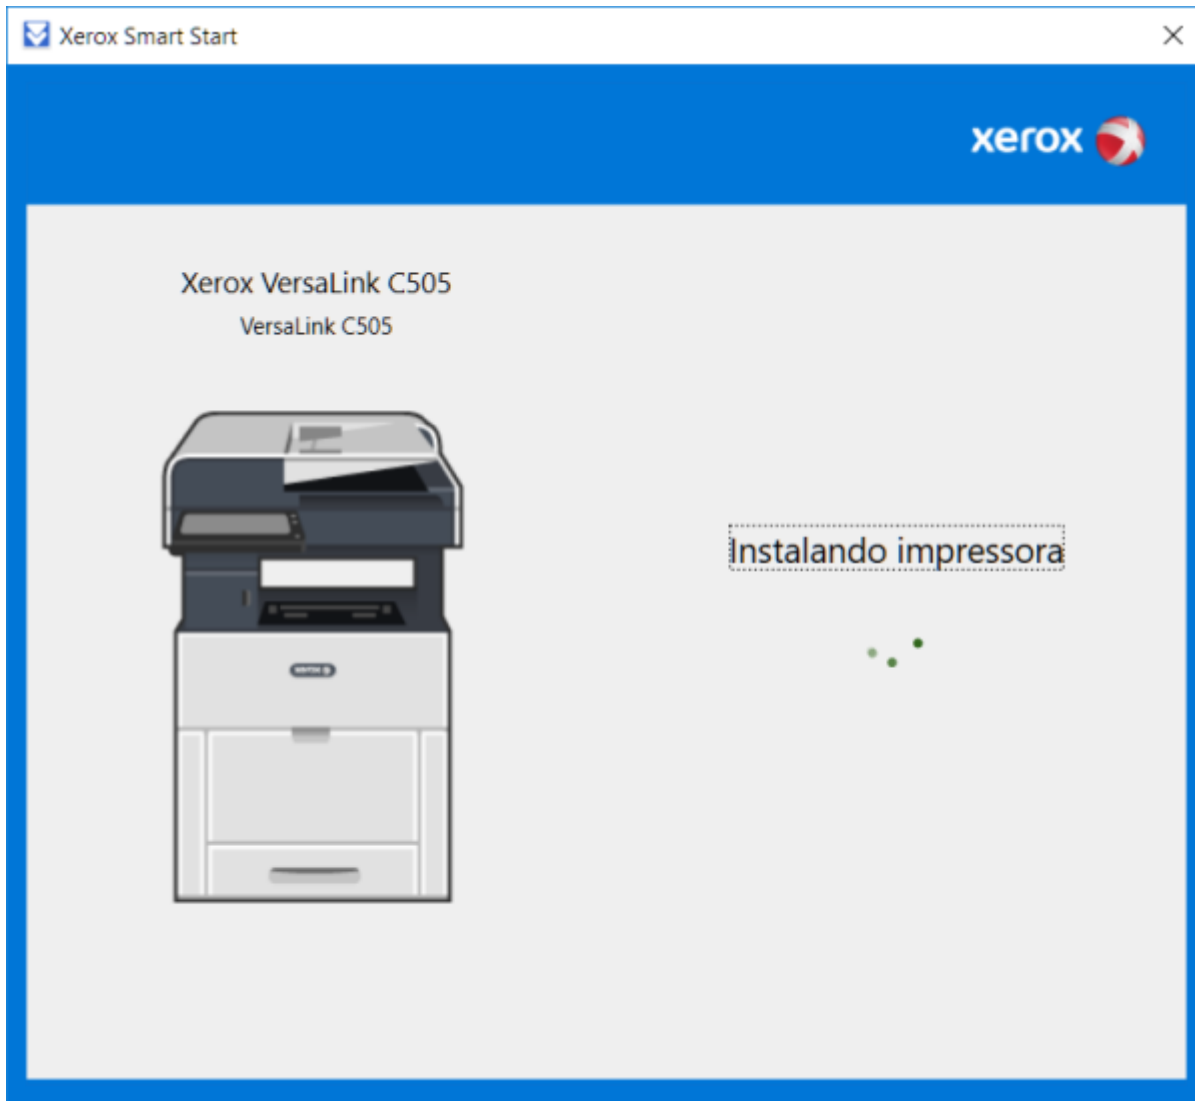 Xerox Smart Start
xerox
Xerox VersaLink C505
VersaLink C505
Instalando impressora